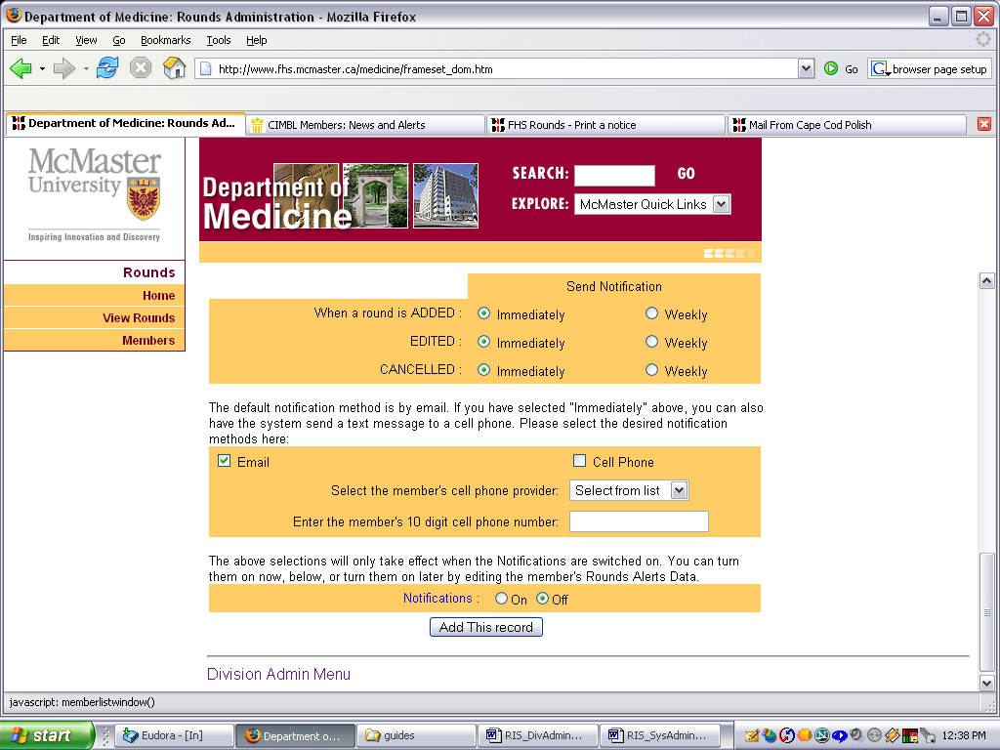 Department of Medicine: Rounds Administration - Mozilla Firefox
File Edit View Go Bookmarks Tools Help
http://www.fhs.mcmaster.ca/medicine/frameset_dom.htm Go browser page setup
Department of Medicine: Rounds Ad... CIMBL Members: News and Alerts FHS Rounds - Print a notice Mail From Cape Cod Polish
McMaster
University
Inspiring Innovation and Discovery
Department of
Medicine
SEARCH: GO
EXPLORE: McMaster Quick Links
Rounds
Home
View Rounds
Members
Send Notification
When a round is ADDED : Immediately Weekly
EDITED : Immediately Weekly
CANCELLED : Immediately Weekly
The default notification method is by email. If you have selected "Immediately" above, you can also
have the system send a text message to a cell phone. Please select the desired notification
methods here:
Email Cell Phone
Select the member's cell phone provider: Select from list
Enter the member's 10 digit cell phone number:
The above selections will only take effect when the Notifications are switched on. You can turn
them on now, below, or turn them on later by editing the member's Rounds Alerts Data.
Notifications : On Off
Add This record
Division Admin Menu
javascript: memberlistwindow()
start Eudora - [In] Department o... guides RIS_DivAdmin... RIS_SysAdmin... 12:38 PM